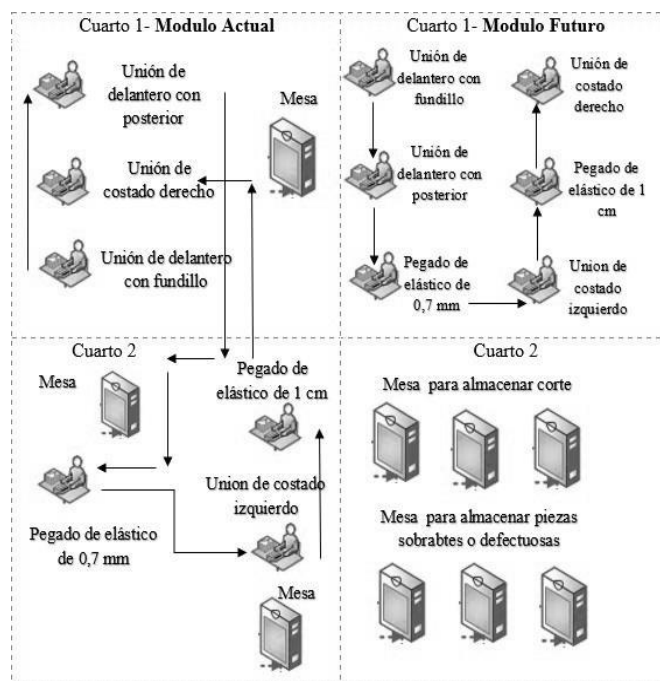 Cuarto 1- Modulo Actual
Unión de
delantero con
posterior
Mesa
Unión de
costado derecho
Unión de delantero
con fundillo
Cuarto 1- Modulo Futuro
Unión de
delantero con
fundillo
Unión de
costado
derecho
Unión de
delantero con
posterior
Pegado de
elástico de 1
cm
Pegado de
elástico de
0,7 mm
Union de
costado
izquierdo
Cuarto 2
Mesa
Pegado de
elástico de 1 cm
Union de costado
izquierdo
Pegado de elástico
de 0,7 mm
Mesa
Cuarto 2
Mesa para almacenar corte
Mesa para almacenar piezas
sobrabtes o defectuosas